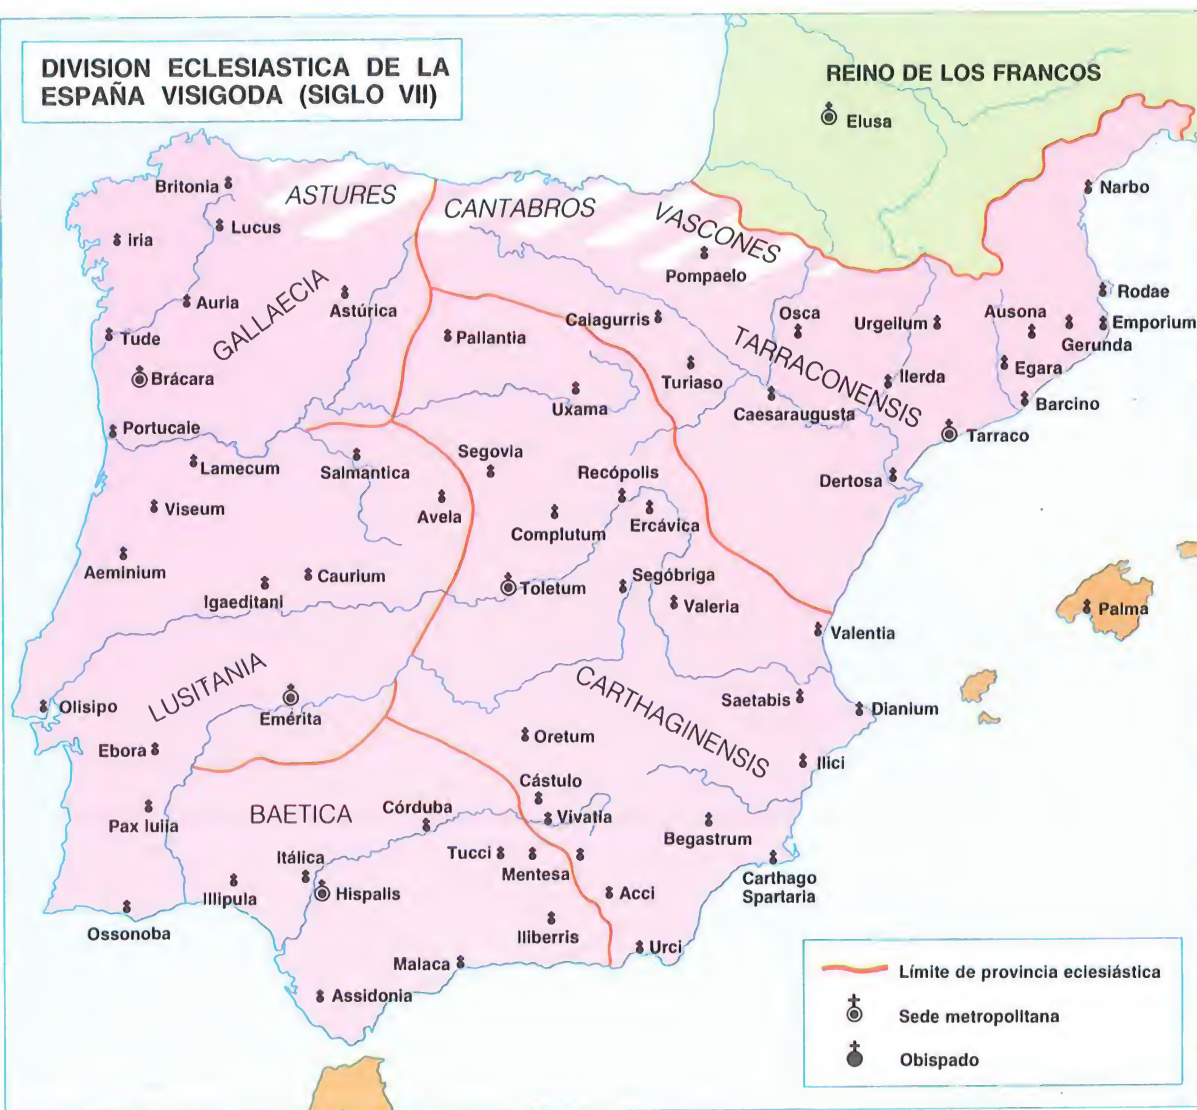 DIVISION ECLESIASTICA DE LA
ESPAÑA VISIGODA (SIGLO VII)
REINO DE LOS FRANCOS
Elusa
Britonia
ASTURES
CANTABROS
VASCONES
Narbo
Lucus
Iria
Pompaelo
Auria
GALLAECIA
Astúrica
Calagurris
Osca
Urgellum
Ausona
Rodae
Emporium
Gerunda
Tude
Pallantia
TARRACONENSIS
Brácara
Turiaso
Ilerda
Egara
Uxama
Caesaraugusta
Barcino
Portucale
Tarraco
Lamecum
Salmantica
Segovia
Recópolis
Dertosa
Viseum
Avela
Complutum
Ercávica
Aeminium
Igaeditani
Caurium
Toletum
Segóbriga
Valeria
Palma
Valentia
LUSITANIA
Olisipo
Emérita
CARTHAGINENSIS
Saetabis
Dianium
Ebora
Oretum
Ilici
Cástulo
Pax Iulia
BAETICA
Córduba
Vivatia
Begastrum
Itálica
Tucci
Mentesa
Carthago
Spartaria
Illipula
Hispalis
Acci
Ossonoba
Iliberris
Urci
Malaca
Assidonia
Límite de provincia eclesiástica
Sede metropolitana
Obispado